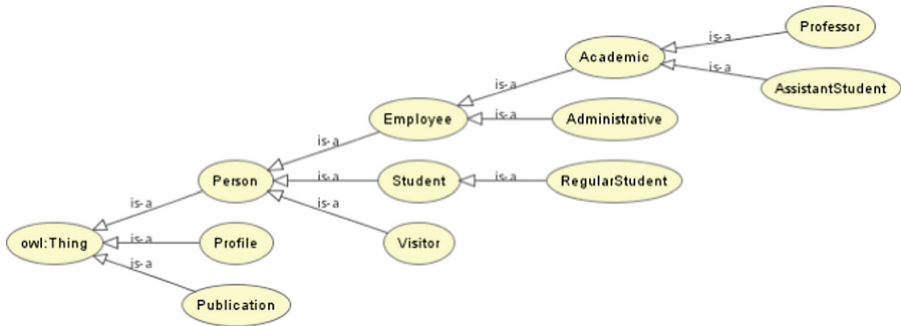 Professor
is-a
Academic
is-a
is-a
AssistantStudent
Employee
is-a
Administrative
is-a
Person
is-a
Student
is-a
RegularStudent
is-a
is-a
owl:Thing
is-a
Profile
Visitor
is-a
Publication